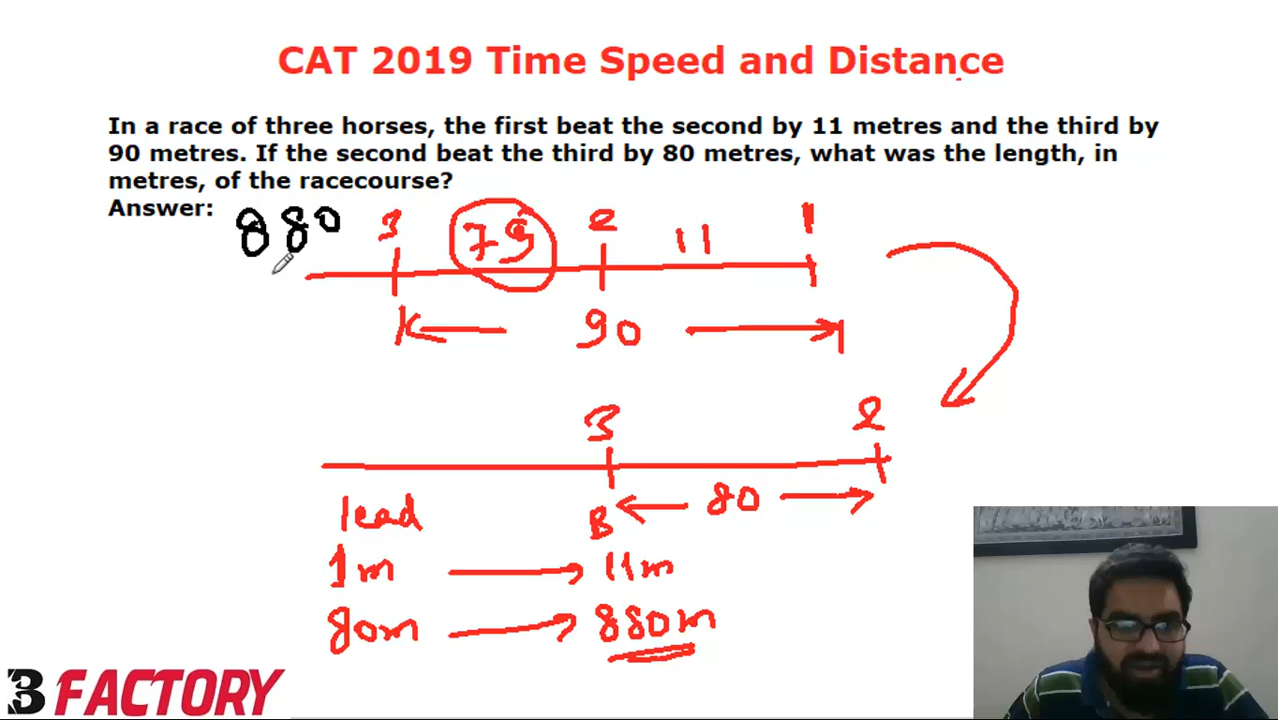 CAT 2019 Time Speed and Distance
In a race of three horses, the first beat the second by 11 metres and the third by
90 metres. If the second beat the third by 80 metres, what was the length, in
metres, of the racecourse?
Answer: 880
3 79 2 11 1
90
3 2
lead B 80
1m 11m
80m 880m
3 FACTORY